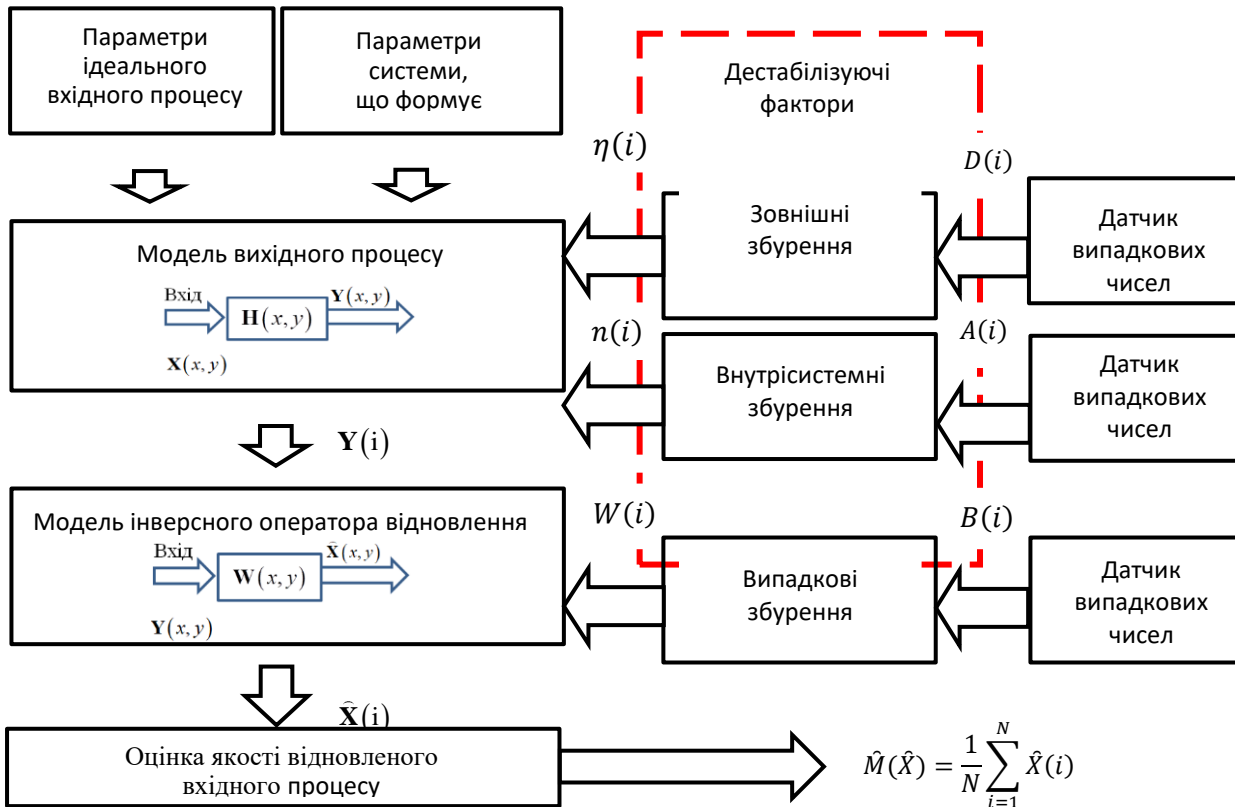 Параметри
ідеального
вхідного процесу
Параметри
системи,
що формує
Дестабілізуючі
фактори
η(i)
D(i)
Модель вихідного процесу
Вхід
H(x, y)
Y(x, y)
X(x, y)
Зовнішні
збурення
Датчик
випадкових
чисел
n(i)
A(i)
Внутрісистемні
збурення
Датчик
випадкових
чисел
Y(i)
W(i)
B(i)
Модель інверсного оператора відновлення
Вхід
W(x, y)
X̂(x, y)
Y(x, y)
Випадкові
збурення
Датчик
випадкових
чисел
X̂(i)
Оцінка якості відновленого
вхідного процесу
M̂(X̂) = 1/N ∑_{i=1}^{N} X̂(i)